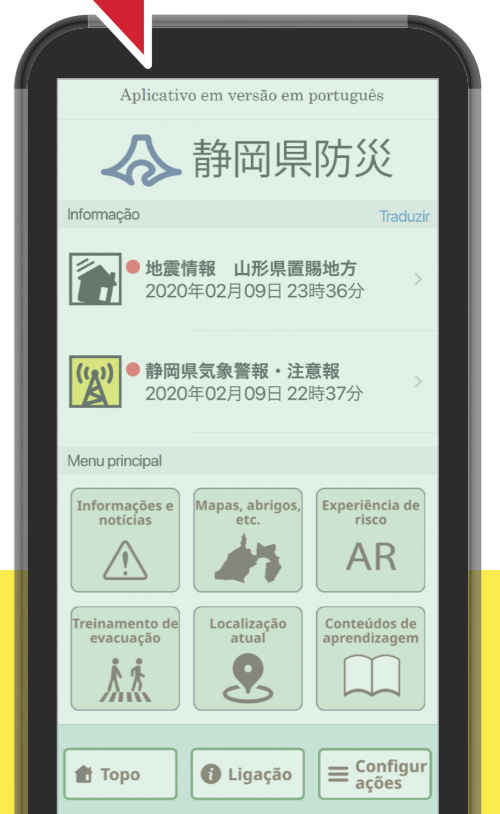 Aplicativo em versão em português
静岡県防災
Informação
Traduzir
地震情報　山形県置賜地方
2020年02月09日 23時36分
静岡県気象警報・注意報
2020年02月09日 22時37分
Menu principal
Informações e
notícias
Mapas, abrigos,
etc.
Experiência de
risco
AR
Treinamento de
evacuação
Localização
atual
Conteúdos de
aprendizagem
Topo
Ligação
Configur
ações